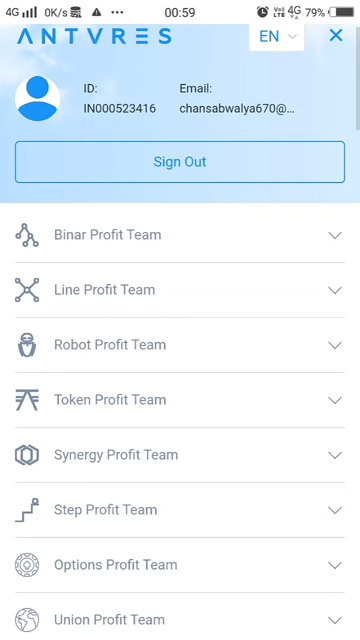 4G 0K/s ... 00:59 VoLTE 4G 79%
ANTVRES EN
ID: Email:
IN000523416 chansabwalya670@...
Sign Out
Binar Profit Team
Line Profit Team
Robot Profit Team
Token Profit Team
Synergy Profit Team
Step Profit Team
Options Profit Team
Union Profit Team